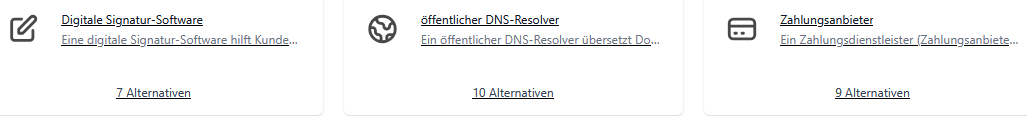 Digitale Signatur-Software
Eine digitale Signatur-Software hilft Kunde...
7 Alternativen
öffentlicher DNS-Resolver
Ein öffentlicher DNS-Resolver übersetzt Do...
10 Alternativen
Zahlungsanbieter
Ein Zahlungsdienstleister (Zahlungsanbiete...
9 Alternativen